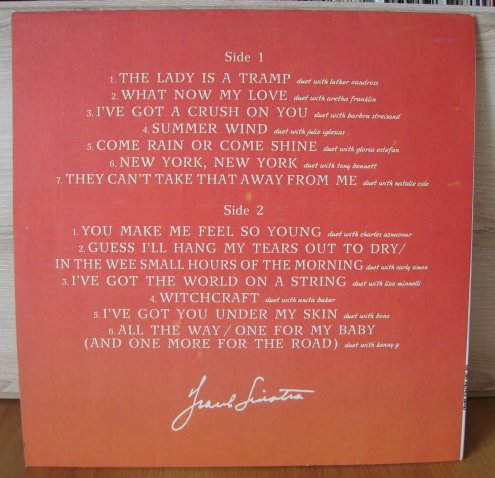 Side 1
1. THE LADY IS A TRAMP duet with luther vandross
2. WHAT NOW MY LOVE duet with aretha franklin
3. I'VE GOT A CRUSH ON YOU duet with barbra streisand
4. SUMMER WIND duet with julio iglesias
5. COME RAIN OR COME SHINE duet with gloria estefan
6. NEW YORK, NEW YORK duet with tony bennett
7. THEY CAN'T TAKE THAT AWAY FROM ME duet with natalie cole
Side 2
1. YOU MAKE ME FEEL SO YOUNG duet with charles aznavour
2. GUESS I'LL HANG MY TEARS OUT TO DRY/
IN THE WEE SMALL HOURS OF THE MORNING duet with carly simon
3. I'VE GOT THE WORLD ON A STRING duet with liza minnelli
4. WITCHCRAFT duet with anita baker
5. I'VE GOT YOU UNDER MY SKIN duet with bono
6. ALL THE WAY/ONE FOR MY BABY
(AND ONE MORE FOR THE ROAD) duet with kenny g
Frank Sinatra